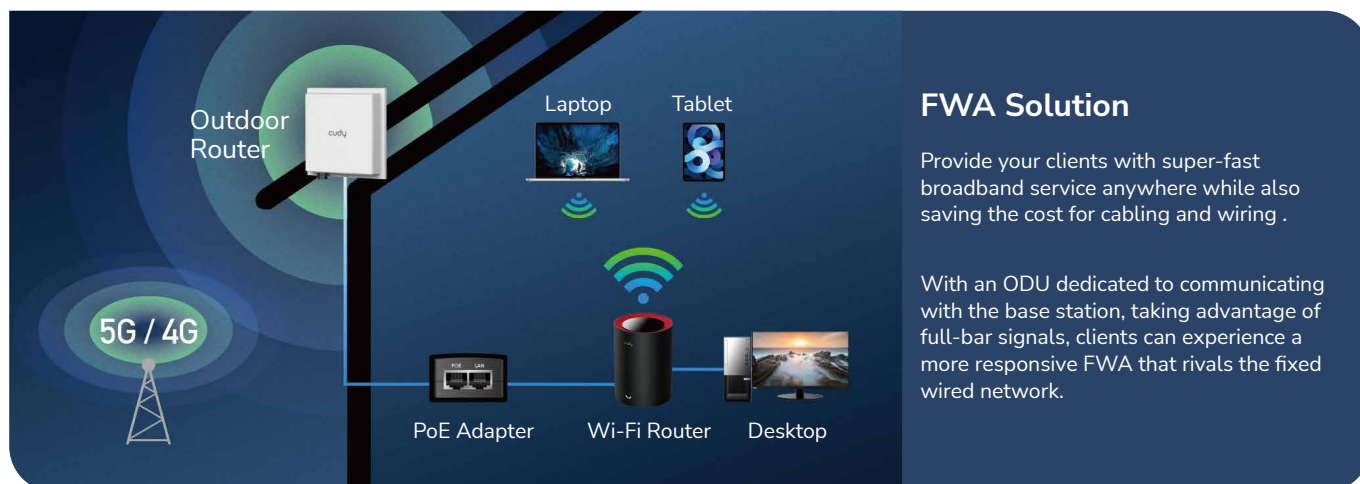 Outdoor
Router
cudy
Laptop
Tablet
5G / 4G
POE
LAN
cudy
PoE Adapter
Wi-Fi Router
Desktop
FWA Solution
Provide your clients with super-fast
broadband service anywhere while also
saving the cost for cabling and wiring .
With an ODU dedicated to communicating
with the base station, taking advantage of
full-bar signals, clients can experience a
more responsive FWA that rivals the fixed
wired network.